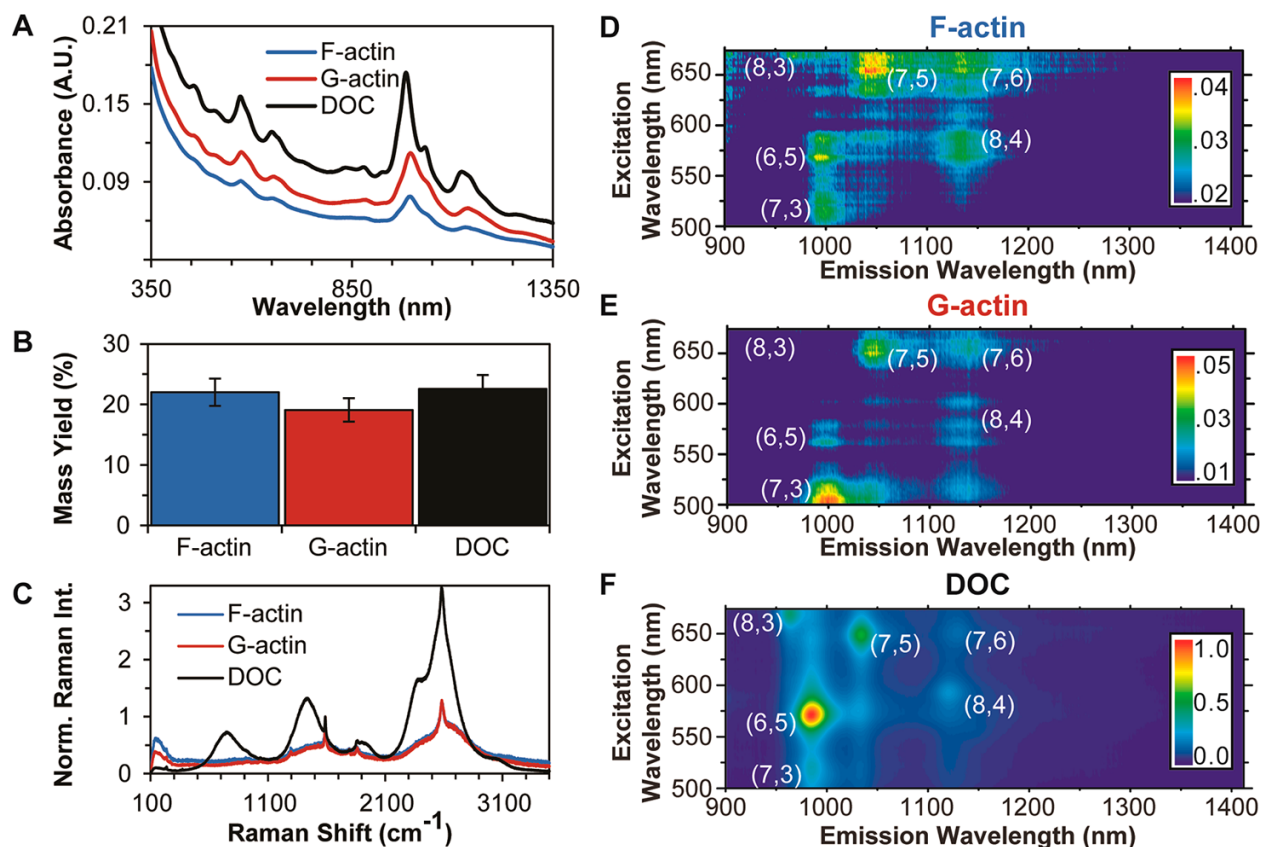 A
Absorbance (A.U.)
0.21
0.15
0.09
F-actin
G-actin
DOC
350
850
1350
Wavelength (nm)
B
Mass Yield (%)
30
20
10
0
F-actin
G-actin
DOC
C
Norm. Raman Int.
3
2
1
0
F-actin
G-actin
DOC
100
1100
2100
3100
Raman Shift (cm-1)
D
F-actin
Excitation
Wavelength (nm)
650
600
550
500
(8,3)
(7,5)
(7,6)
(6,5)
(8,4)
(7,3)
.04
.03
.02
900
1000
1100
1200
1300
1400
Emission Wavelength (nm)
E
G-actin
Excitation
Wavelength (nm)
650
600
550
500
(8,3)
(7,5)
(7,6)
(6,5)
(8,4)
(7,3)
.05
.03
.01
900
1000
1100
1200
1300
1400
Emission Wavelength (nm)
F
DOC
Excitation
Wavelength (nm)
650
600
550
500
(8,3)
(7,5)
(7,6)
(6,5)
(8,4)
(7,3)
1.0
0.5
0.0
900
1000
1100
1200
1300
1400
Emission Wavelength (nm)